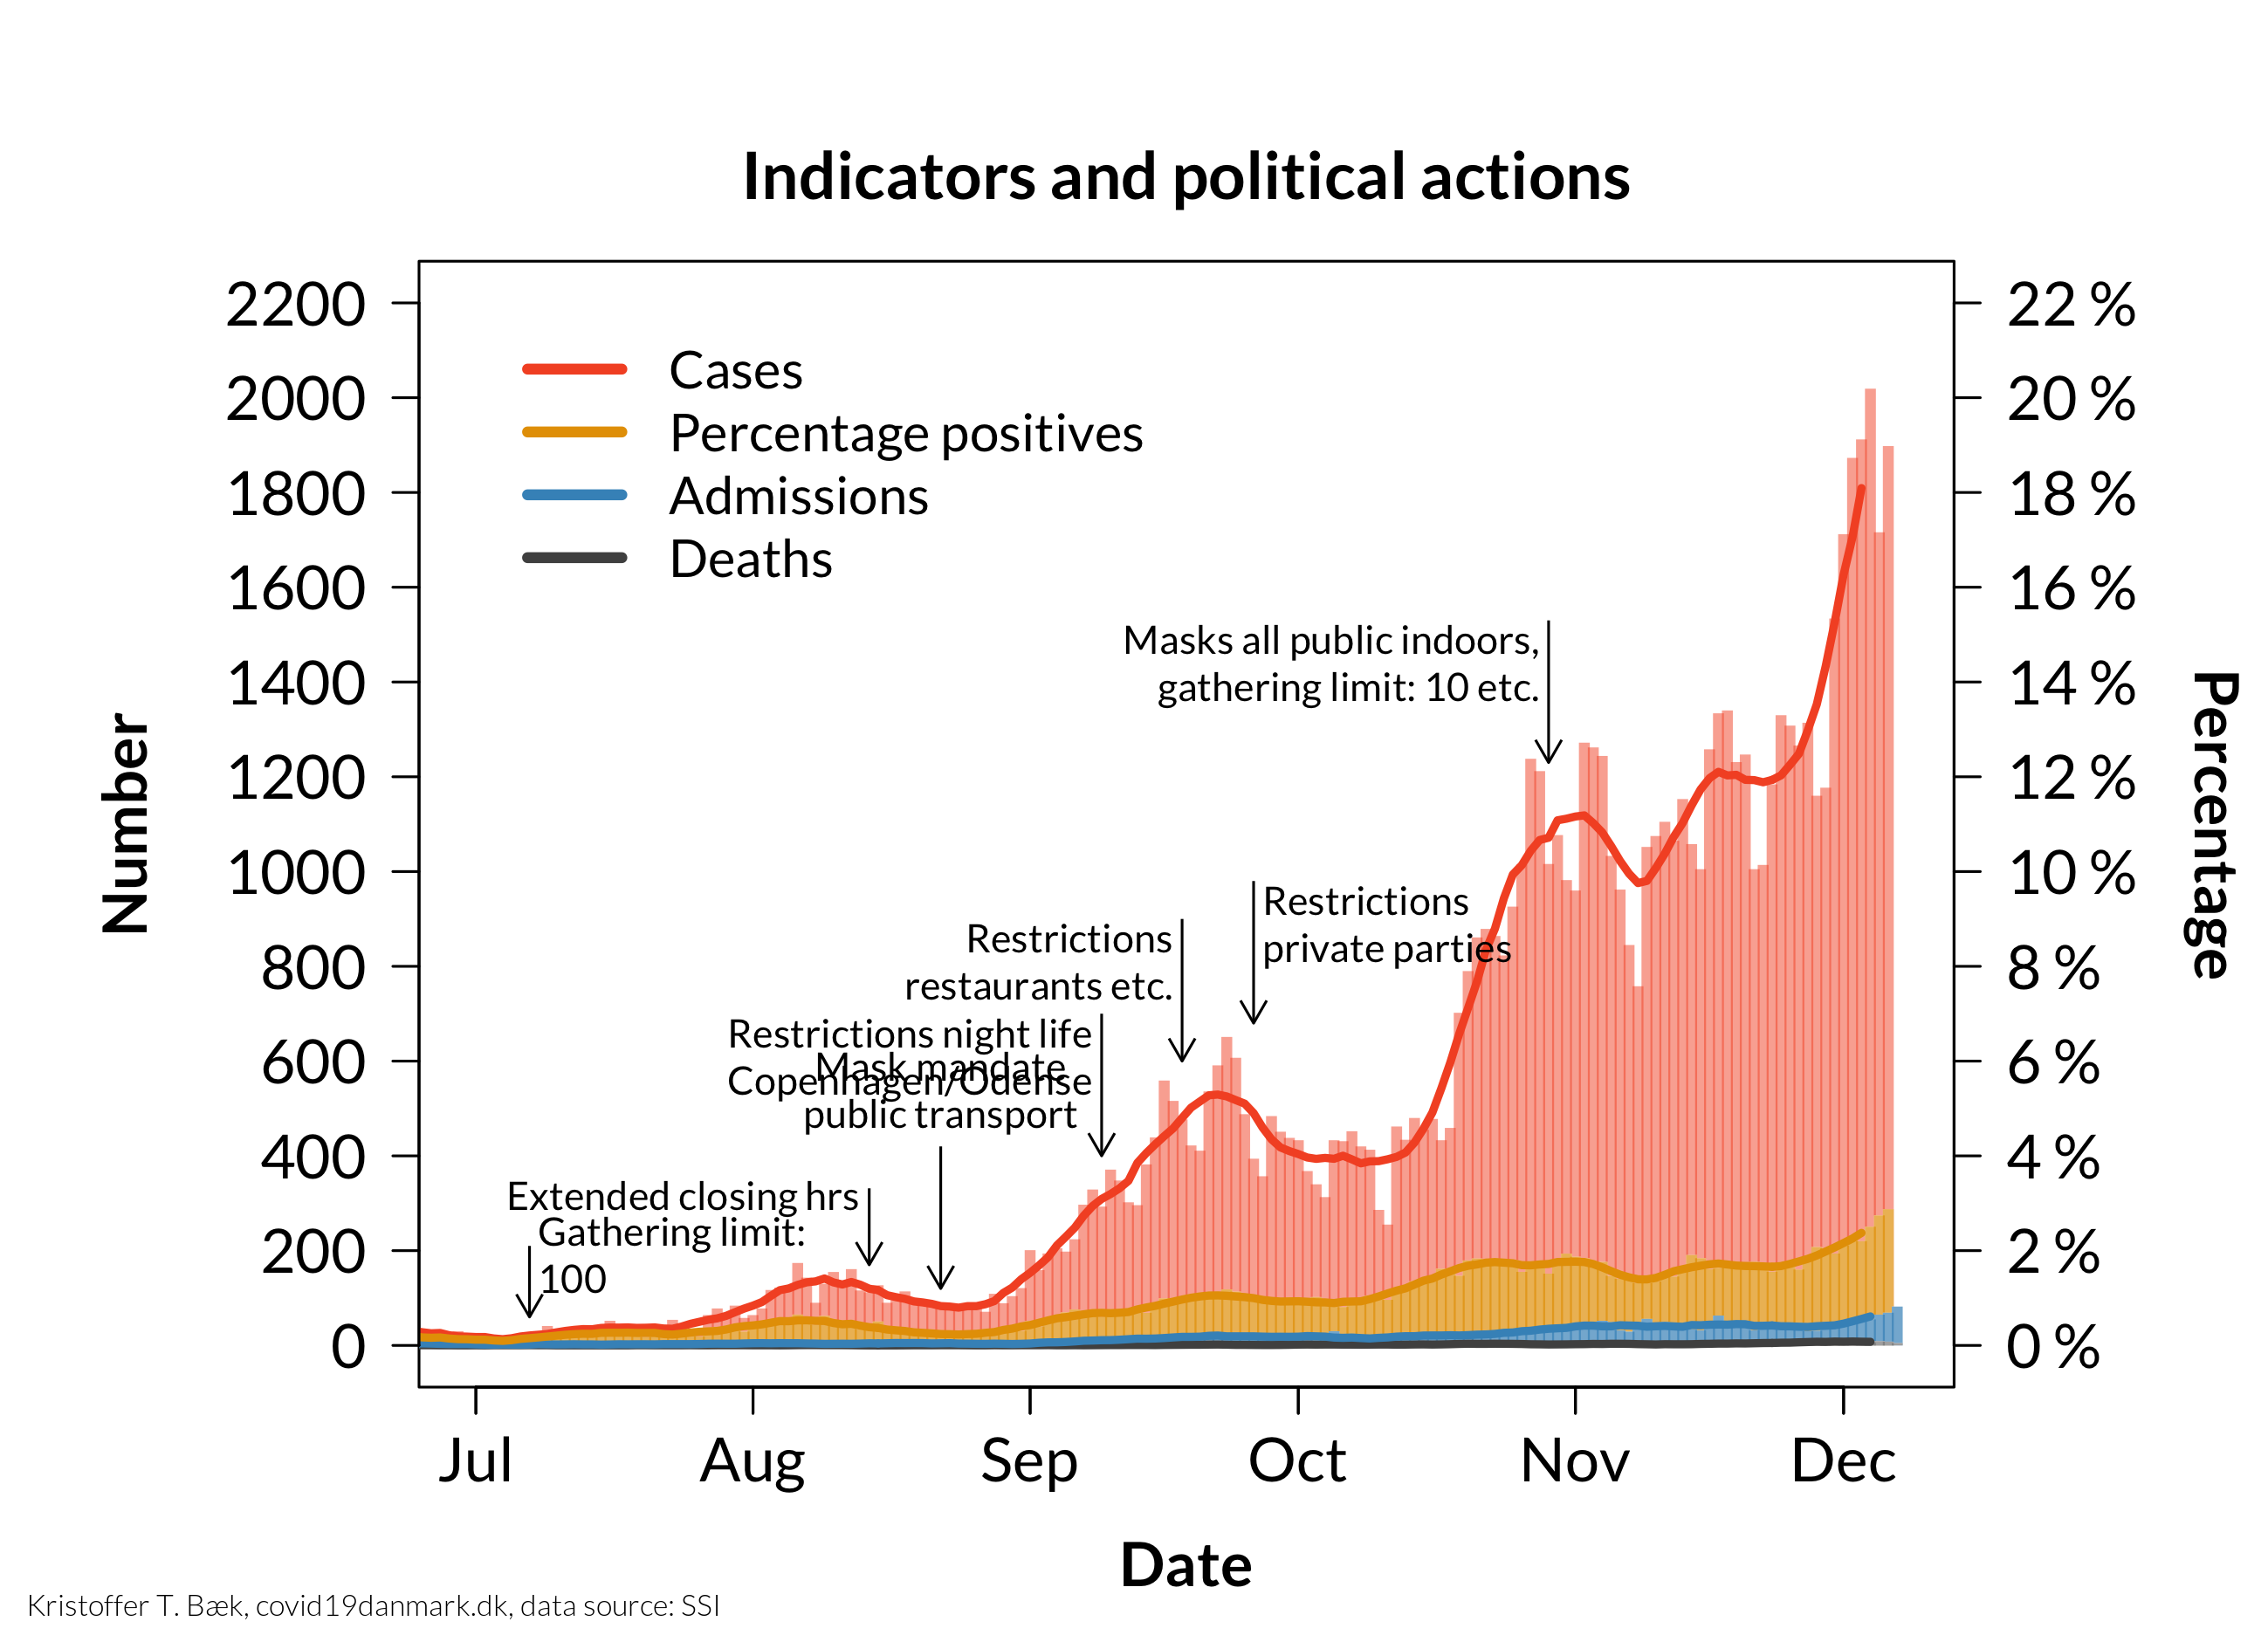 Indicators and political actions
2200
2000
1800
1600
1400
1200
1000
800
600
400
200
0
Number
Cases
Percentage positives
Admissions
Deaths
Masks all public indoors,
gathering limit: 10 etc.
Restrictions
private parties
Restrictions
restaurants etc.
Restrictions night life
Copenhagen/Odense
Mask mandate
public transport
Extended closing hrs
Gathering limit:
100
22 %
20 %
18 %
16 %
14 %
12 %
10 %
8 %
6 %
4 %
2 %
0 %
Percentage
Jul Aug Sep Oct Nov Dec
Date
Kristoffer T. Bæk, covid19danmark.dk, data source: SSI